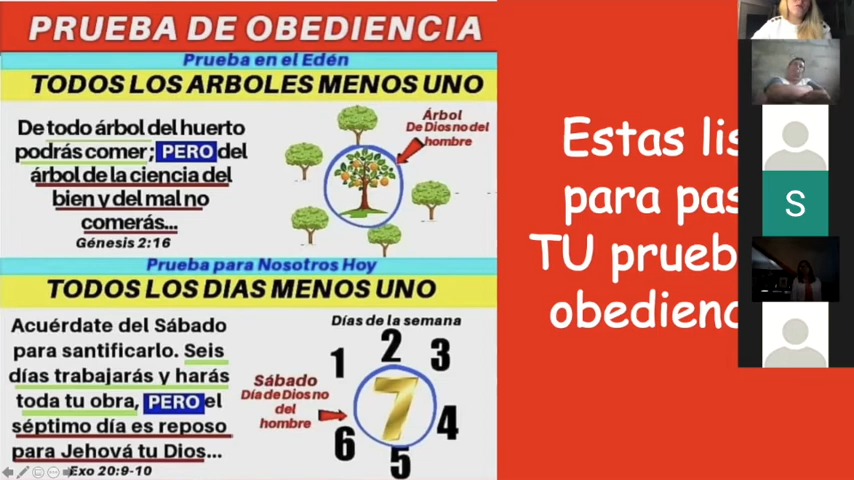 PRUEBA DE OBEDIENCIA
Prueba en el Edén
TODOS LOS ARBOLES MENOS UNO
De todo árbol del huerto
podrás comer; PERO del
árbol de la ciencia del
bien y del mal no
comerás...
Génesis 2:16
Árbol
De Dios no del
hombre
Prueba para Nosotros Hoy
TODOS LOS DIAS MENOS UNO
Acuérdate del Sábado
para santificarlo. Seis
días trabajarás y harás
toda tu obra, PERO el
séptimo día es reposo
para Jehová tu Dios...
Exo 20:9-10
Días de la semana
1 2 3
7
6 4
5
Sábado
Día de Dios no
del
hombre
Estas
para
TU
S